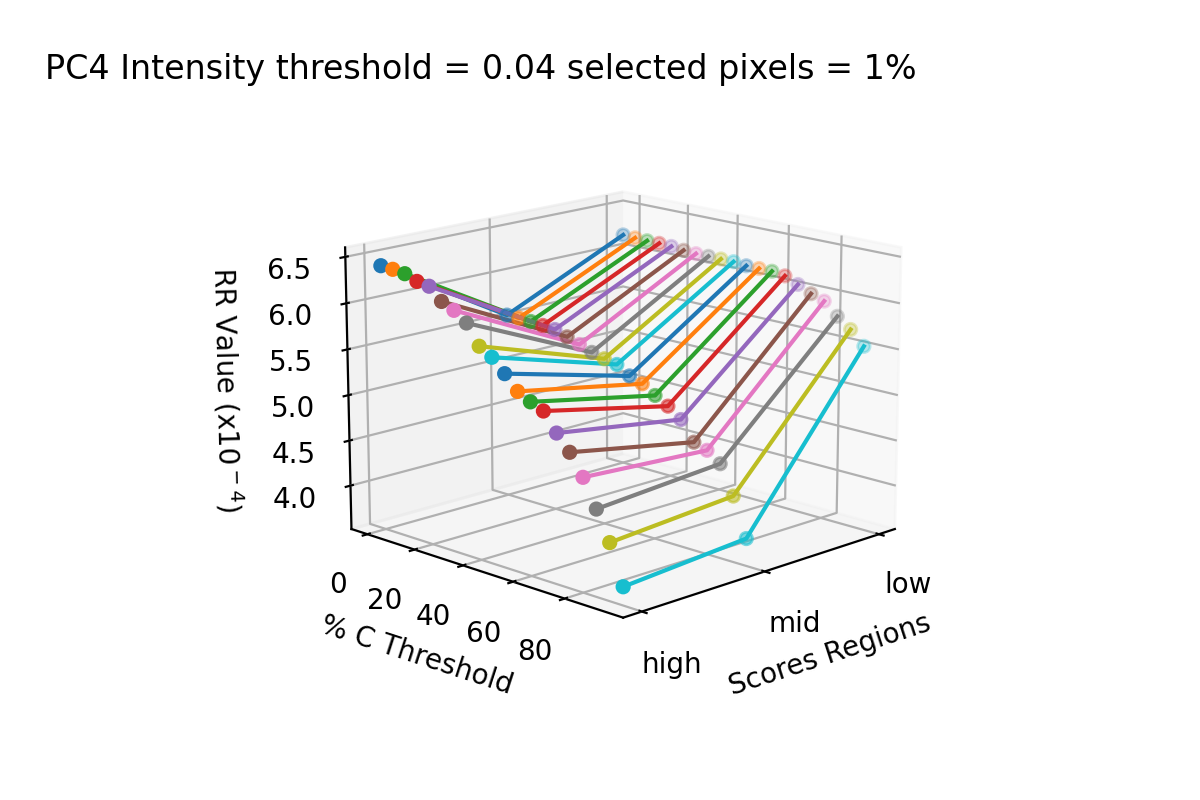 PC4 Intensity threshold = 0.04 selected pixels = 1%
RR Value (x10⁻⁴)
6.5
6.0
5.5
5.0
4.5
4.0
0
20
40
60
80
% C Threshold
high
mid
low
Scores Regions